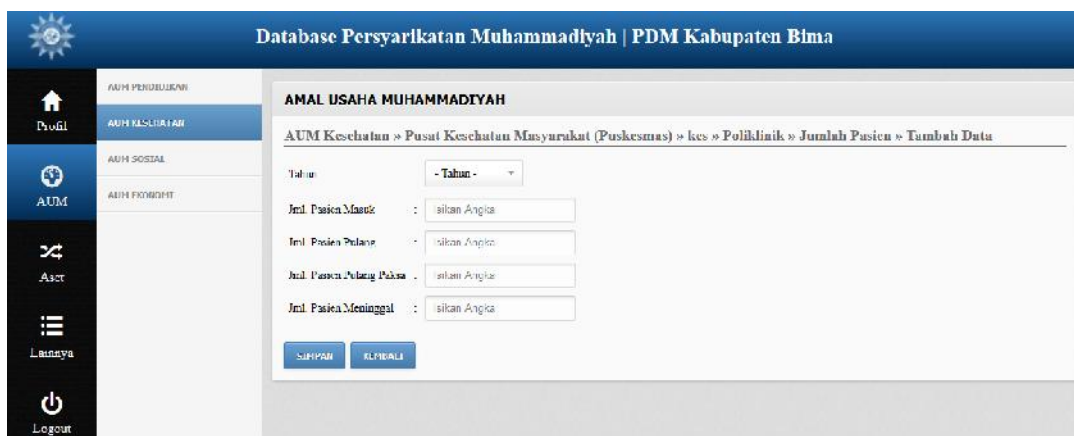 Database Persyarikatan Muhammadiyah | PDM Kabupaten Bima
Profil
AUM
Aset
Lainnya
Logout
AUM PENDIDIKAN
AUM KESEHATAN
AUM SOSIAL
AUM EKONOMI
AMAL USAHA MUHAMMADIYAH
AUM Kesehatan » Pusat Kesehatan Masyarakat (Puskesmas) » kes » Poliklinik » Jumlah Pasien » Tambah Data
Tahun - Tahun -
Jml. Pasien Masuk : Isikan Angka
Jml. Pasien Pulang : Isikan Angka
Jml. Pasien Pulang Paksa : Isikan Angka
Jml. Pasien Meninggal : Isikan Angka
SIMPAN KEMBALI